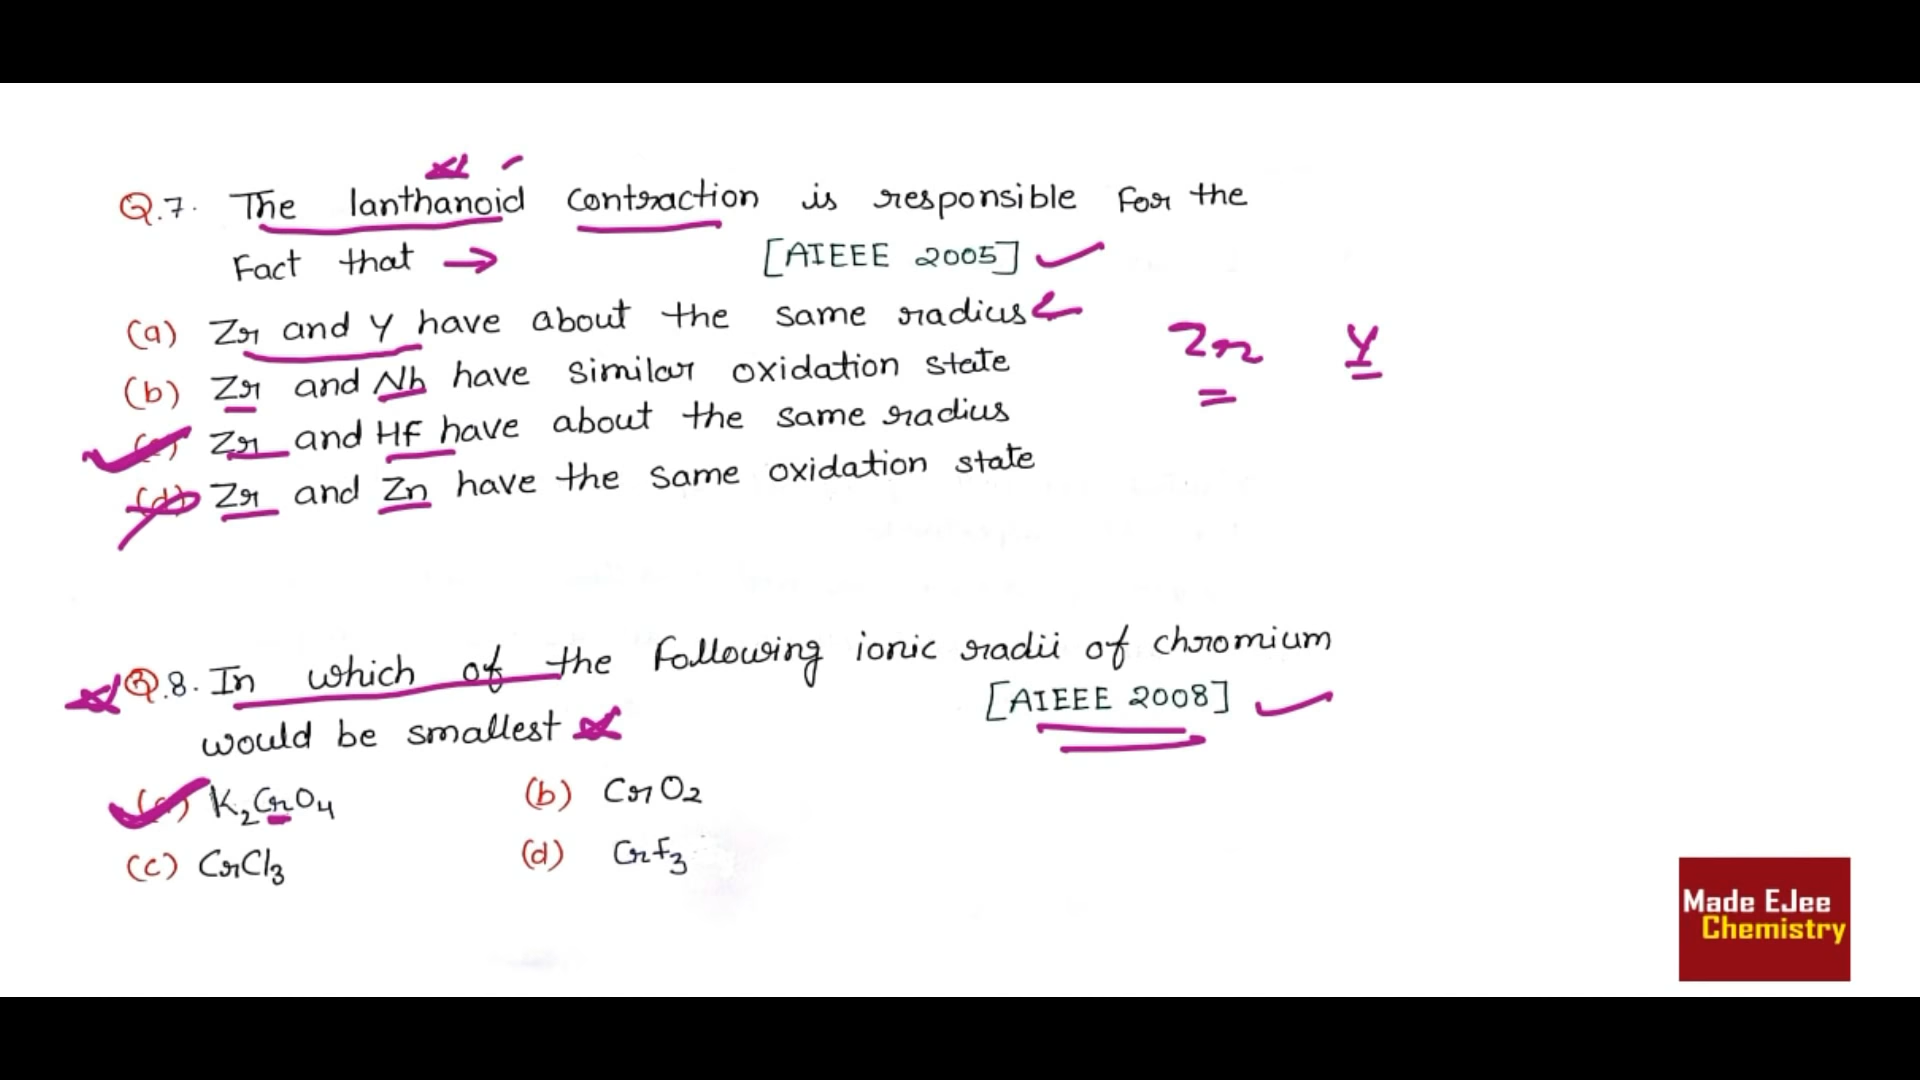 Q.7. The lanthanoid contraction is responsible for the
Fact that → [AIEEE 2005]
(a) Zr and Y have about the same radius
Zr Y
(b) Zr and Nb have similar oxidation state
(c) Zr and Hf have about the same radius
(d) Zr and Zn have the same oxidation state
Q.8. In which of the following ionic radii of chromium
would be smallest [AIEEE 2008]
(a) K₂CrO₄ (b) CrO₂
(c) CrCl₃ (d) CrF₃
Made EJee
Chemistry